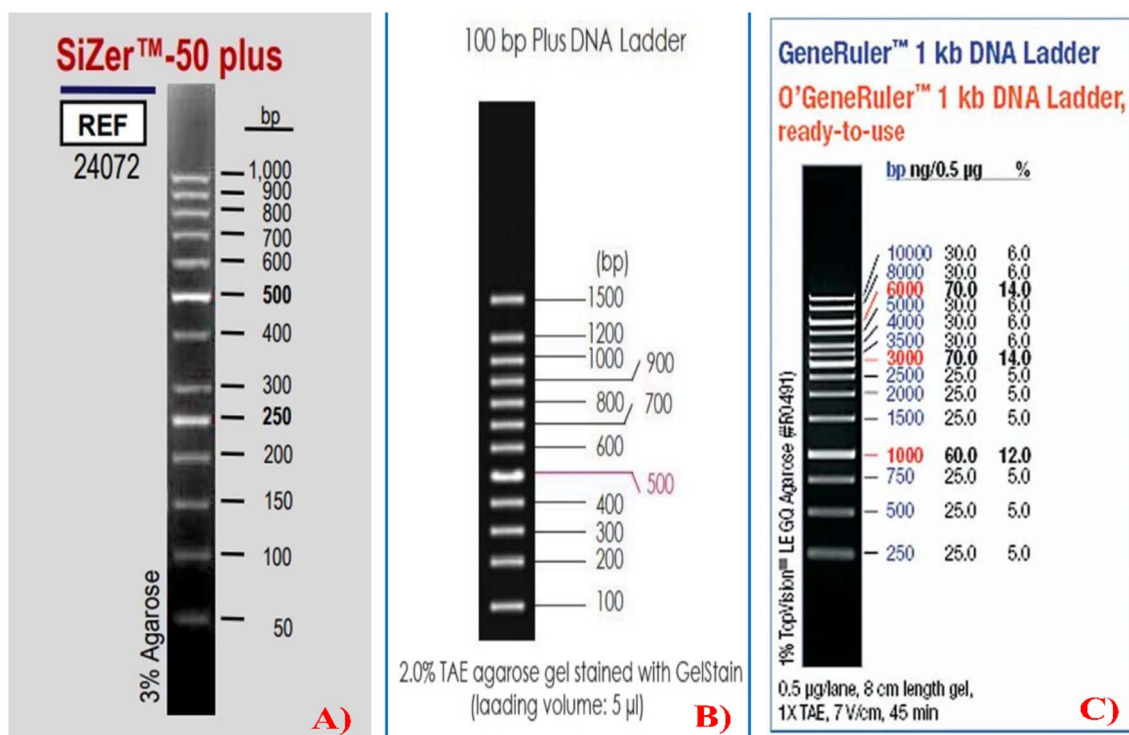 SiZer™-50 plus
REF
24072
bp
1,000
900
800
700
600
500
400
300
250
200
150
100
50
3% Agarose
A)
100 bp Plus DNA Ladder
(bp)
1500
1200
1000
900
800
700
600
500
400
300
200
100
2.0% TAE agarose gel stained with GelStain
(loading volume: 5 µl)
B)
GeneRuler™ 1 kb DNA Ladder
O'GeneRuler™ 1 kb DNA Ladder,
ready-to-use
bp ng/0.5 µg %
10000 30.0 6.0
8000 30.0 6.0
6000 70.0 14.0
5000 30.0 6.0
4000 30.0 6.0
3500 30.0 6.0
3000 70.0 14.0
2500 25.0 5.0
2000 25.0 5.0
1500 25.0 5.0
1000 60.0 12.0
750 25.0 5.0
500 25.0 5.0
250 25.0 5.0
1% TopVision™ LE GQ Agarose (#R0491)
0.5 µg/lane, 8 cm length gel,
1X TAE, 7 V/cm, 45 min
C)